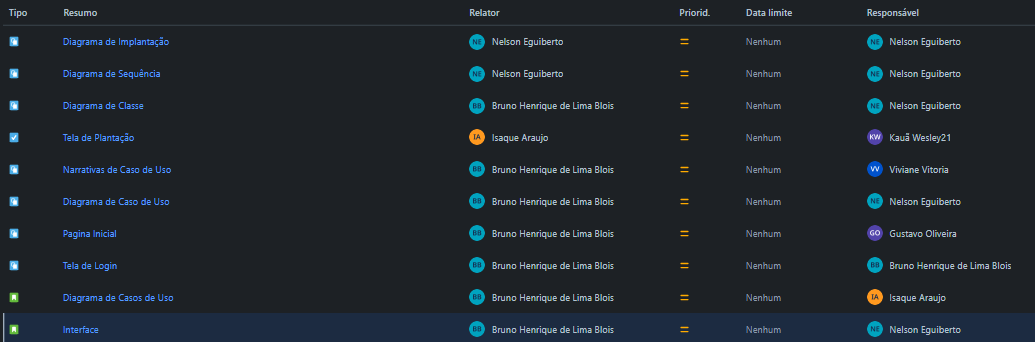 Tipo Resumo Relator Priorid. Data limite Responsável
Diagrama de Implantação NE Nelson Eguiberto Nenhum NE Nelson Eguiberto
Diagrama de Sequência NE Nelson Eguiberto Nenhum NE Nelson Eguiberto
Diagrama de Classe BB Bruno Henrique de Lima Blois Nenhum NE Nelson Eguiberto
Tela de Plantação IA Isaque Araujo Nenhum KW Kauã Wesley21
Narrativas de Caso de Uso BB Bruno Henrique de Lima Blois Nenhum VV Viviane Vitoria
Diagrama de Caso de Uso BB Bruno Henrique de Lima Blois Nenhum NE Nelson Eguiberto
Pagina Inicial BB Bruno Henrique de Lima Blois Nenhum GO Gustavo Oliveira
Tela de Login BB Bruno Henrique de Lima Blois Nenhum BB Bruno Henrique de Lima Blois
Diagrama de Casos de Uso BB Bruno Henrique de Lima Blois Nenhum IA Isaque Araujo
Interface BB Bruno Henrique de Lima Blois Nenhum NE Nelson Eguiberto